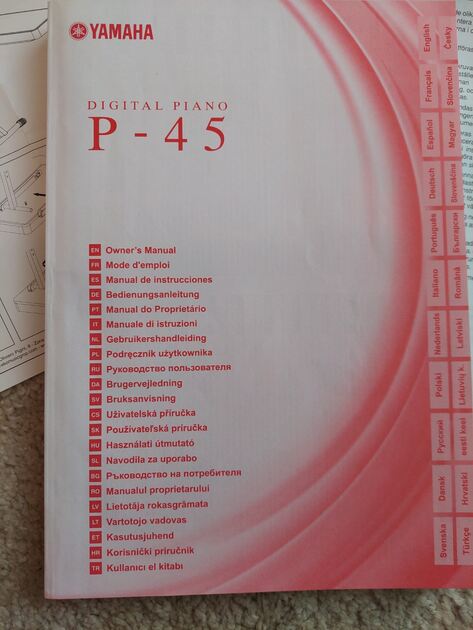 YAMAHA
DIGITAL PIANO
P-45
EN Owner's Manual
FR Mode d'emploi
ES Manual de instrucciones
DE Bedienungsanleitung
PT Manual do Proprietário
IT Manuale di istruzioni
NL Gebruikershandleiding
PL Podręcznik użytkownika
RU Руководство пользователя
DA Brugervejledning
SV Bruksanvisning
CS Uživatelská příručka
SK Používateľská príručka
HU Használati útmutató
SL Navodila za uporabo
BG Ръководство на потребителя
RO Manualul proprietarului
LV Lietotāja rokasgrāmata
LT Vartotojo vadovas
ET Kasutusjuhend
HR Korisnički priručnik
TR Kullanıcı el kitabı
English
Français
Español
Deutsch
Português
Italiano
Nederlands
Polski
Русский
Dansk
Svenska
Česky
Slovenčina
Magyar
Slovenščina
Български
Română
Latviski
Lietuvių k.
eesti keel
Hrvatski
Türkçe